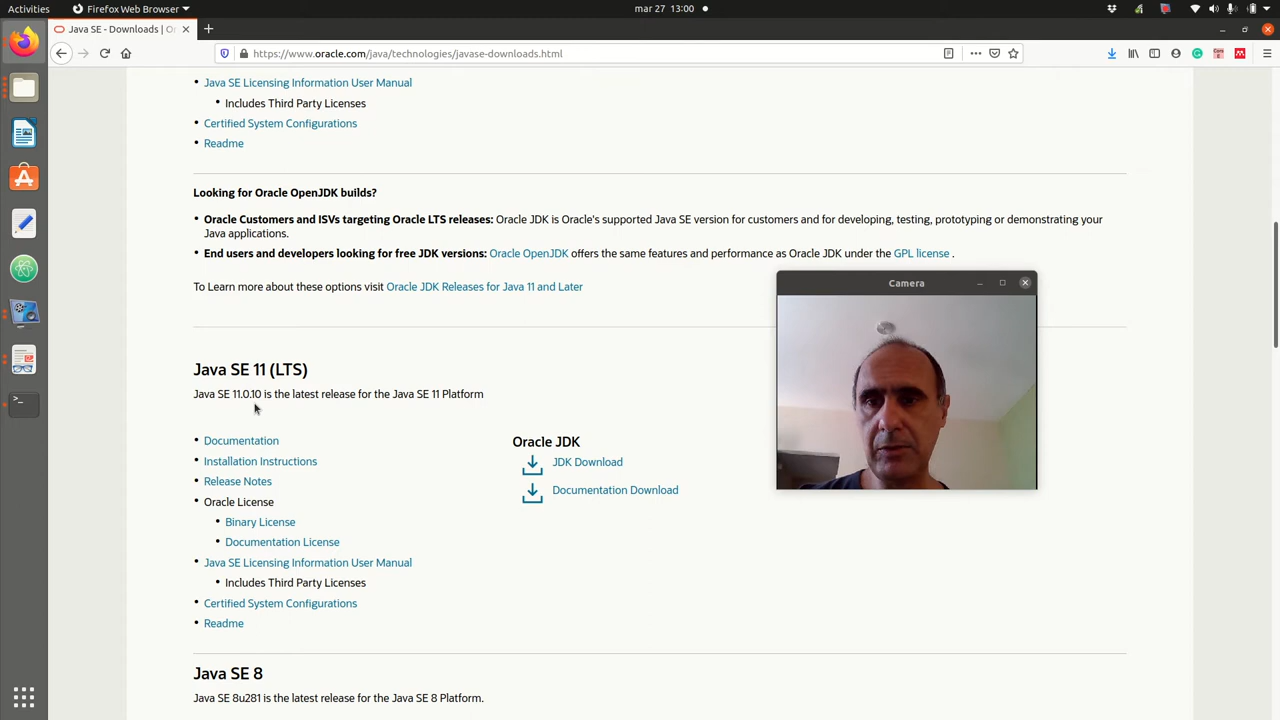 Activities
Firefox Web Browser
mar 27 13:00
Java SE - Downloads | O
https://www.oracle.com/java/technologies/javase-downloads.html
Java SE Licensing Information User Manual
Includes Third Party Licenses
Certified System Configurations
Readme
Looking for Oracle OpenJDK builds?
Oracle Customers and ISVs targeting Oracle LTS releases: Oracle JDK is Oracle's supported Java SE version for customers and for developing, testing, prototyping or demonstrating your
Java applications.
End users and developers looking for free JDK versions: Oracle OpenJDK offers the same features and performance as Oracle JDK under the GPL license .
To Learn more about these options visit Oracle JDK Releases for Java 11 and Later
Camera
Java SE 11 (LTS)
Java SE 11.0.10 is the latest release for the Java SE 11 Platform
Documentation
Installation Instructions
Release Notes
Oracle License
Binary License
Documentation License
Java SE Licensing Information User Manual
Includes Third Party Licenses
Certified System Configurations
Readme
Oracle JDK
JDK Download
Documentation Download
Java SE 8
Java SE 8u281 is the latest release for the Java SE 8 Platform.